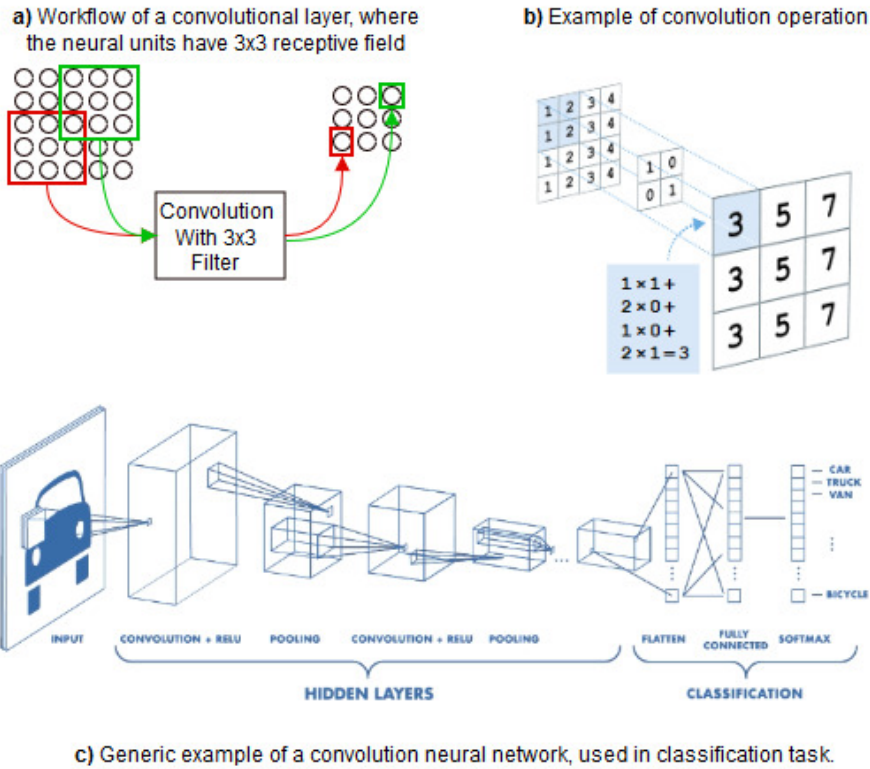 a) Workflow of a convolutional layer, where
the neural units have 3x3 receptive field
Convolution
With 3x3
Filter
b) Example of convolution operation
1 2 3 4
1 2 3 4
1 2 3 4
1 2 3 4
1 0
0 1
3 5 7
3 5 7
3 5 7
1 × 1 +
2 × 0 +
1 × 0 +
2 × 1 = 3
CAR
TRUCK
VAN
BICYCLE
INPUT CONVOLUTION + RELU POOLING CONVOLUTION + RELU POOLING FLATTEN FULLY CONNECTED SOFTMAX
HIDDEN LAYERS CLASSIFICATION
c) Generic example of a convolution neural network, used in classification task.